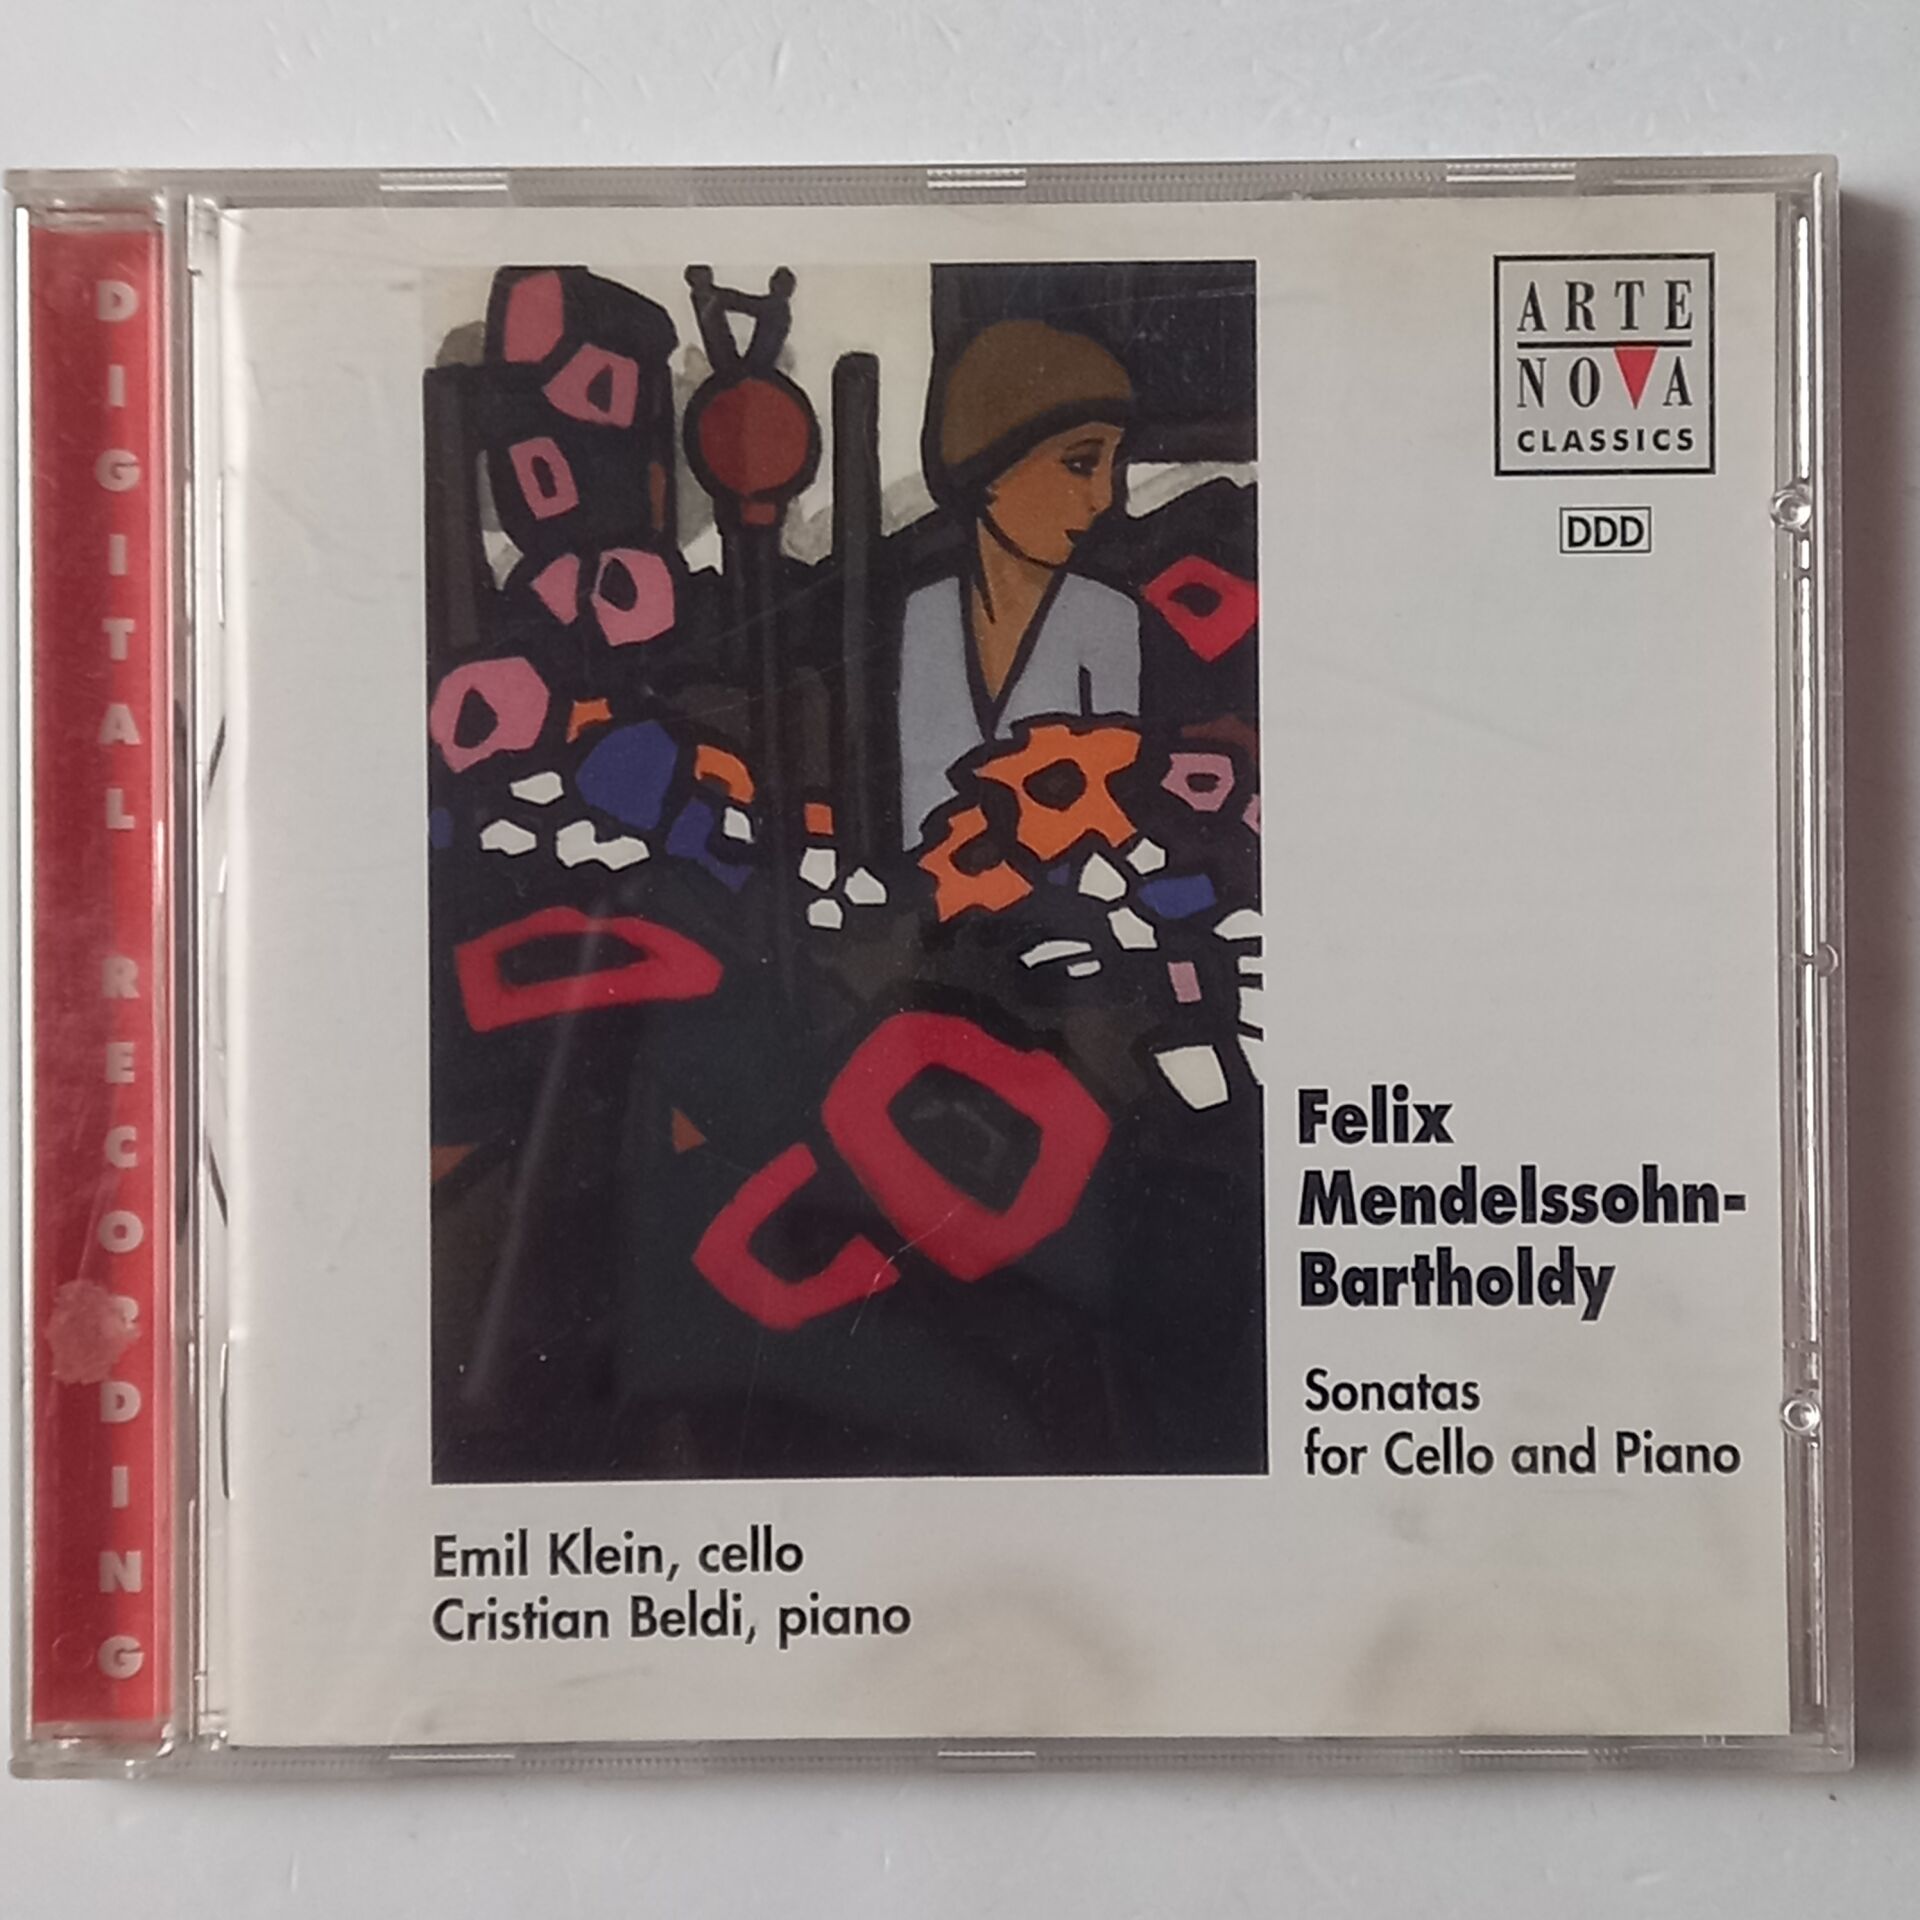 DIGITAL RECORDING
ARTE
NOVA
CLASSICS
DDD
Felix
Mendelssohn-
Bartholdy
Sonatas
for Cello and Piano
Emil Klein, cello
Cristian Beldi, piano